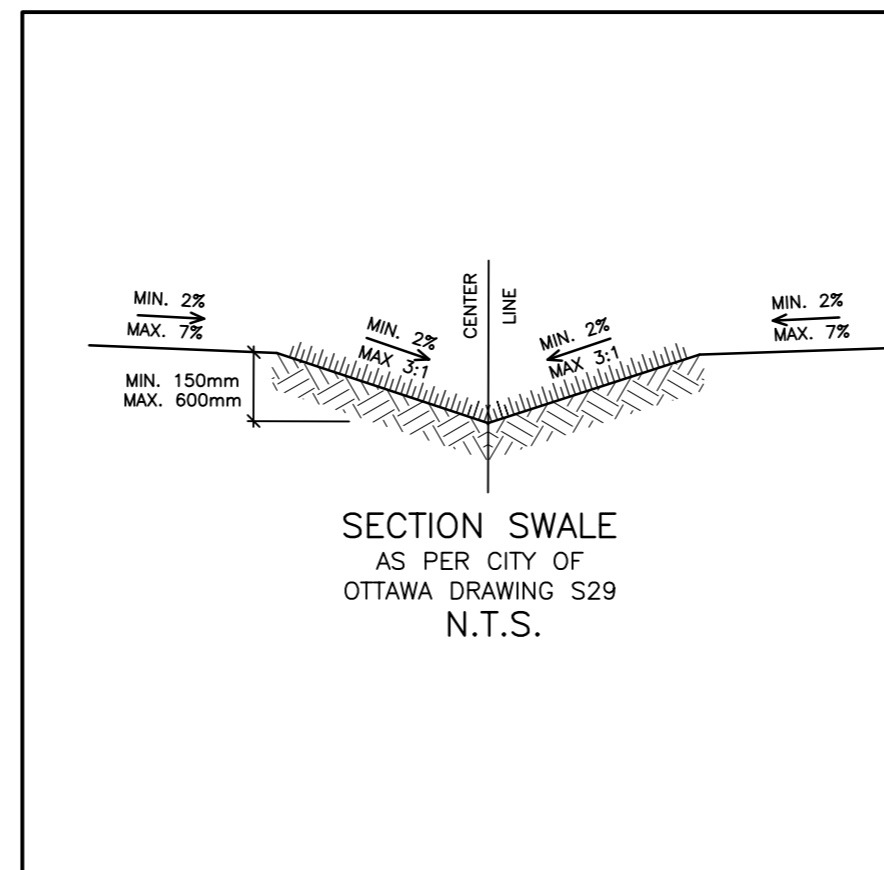 MIN. 2%
MAX. 7%
MIN. 2%
MAX 3:1
CENTER
LINE
MIN. 2%
MAX 3:1
MIN. 2%
MAX. 7%
MIN. 150mm
MAX. 600mm
SECTION SWALE
AS PER CITY OF
OTTAWA DRAWING S29
N.T.S.